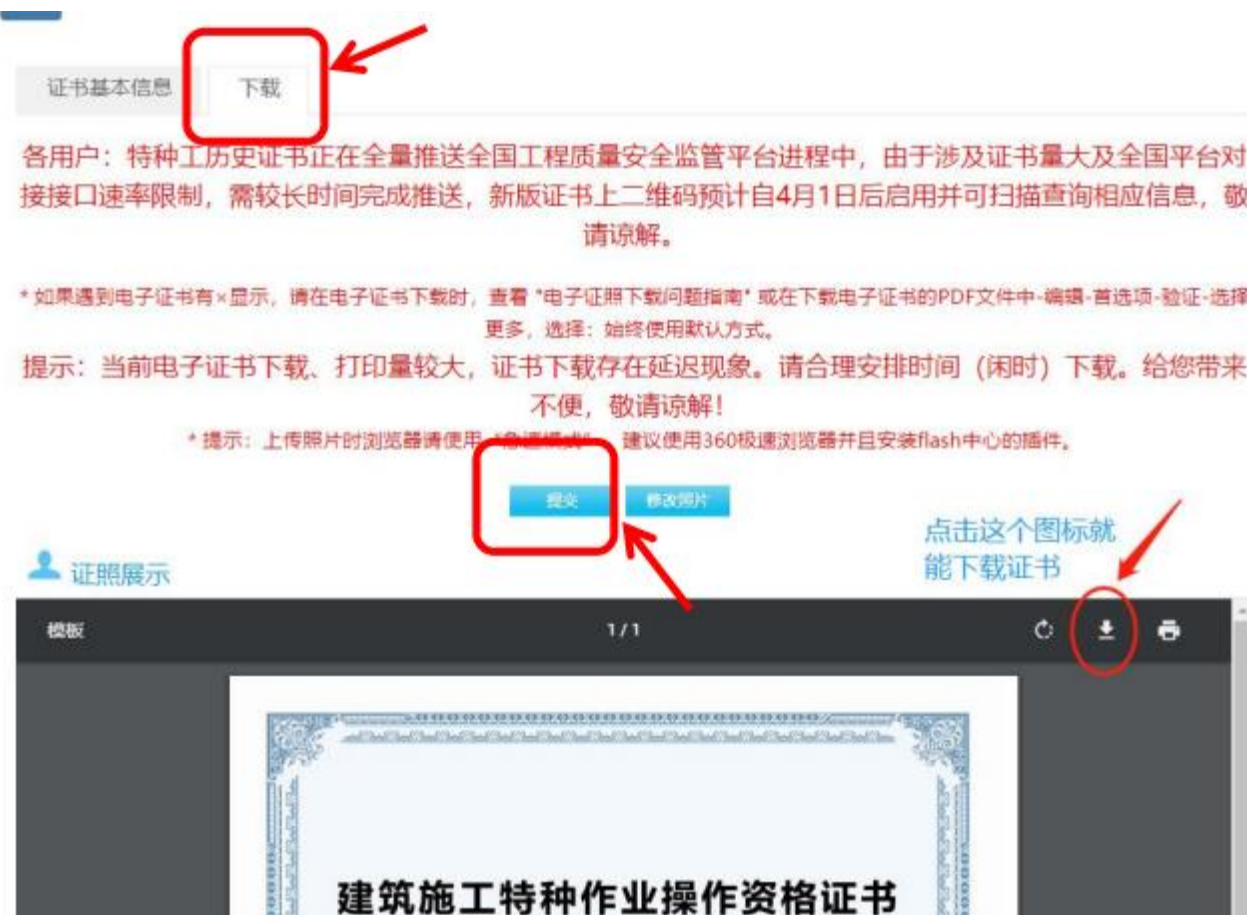 证书基本信息 下载
各用户：特种工历史证书正在全量推送全国工程质量安全监管平台进程中，由于涉及证书量大及全国平台对
接接口速率限制，需较长时间完成推送，新版证书上二维码预计自4月1日后启用并可扫描查询相应信息，敬
请谅解。
*如果遇到电子证书有×显示，请在电子证书下载时，查看 "电子证照下载问题指南" 或在下载电子证书的PDF文件中-编辑-首选项-验证-选择
更多，选择：始终使用默认方式。
提示：当前电子证书下载、打印量较大，证书下载存在延迟现象。请合理安排时间（闲时）下载。给您带来
不便，敬请谅解！
*提示：上传照片时浏览器请使用 建议使用360极速浏览器并且安装flash中心的插件。
提交 修改照片
点击这个图标就
能下载证书
证照展示
模板 1/1
建筑施工特种作业操作资格证书